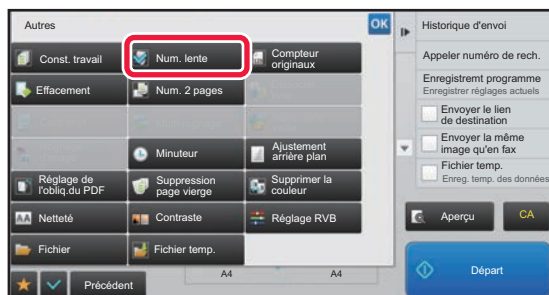 Autres
OK
Const. travail
Num. lente
Compteur
originaux
Effacement
Num. 2 pages
Minuteur
Ajustement
arrière plan
Réglage de
l'obliq.du PDF
Suppression
page vierge
Supprimer la
couleur
AA Netteté
Contraste
Réglage RVB
Fichier
Fichier temp.
Précédent
A4
A4
Historique d'envoi
Appeler numéro de rech.
Enregistremt programme
Enregistrer réglages actuels
Envoyer le lien
de destination
Envoyer la même
image qu'en fax
Fichier temp.
Enreg. temp. des données
Aperçu
CA
Départ